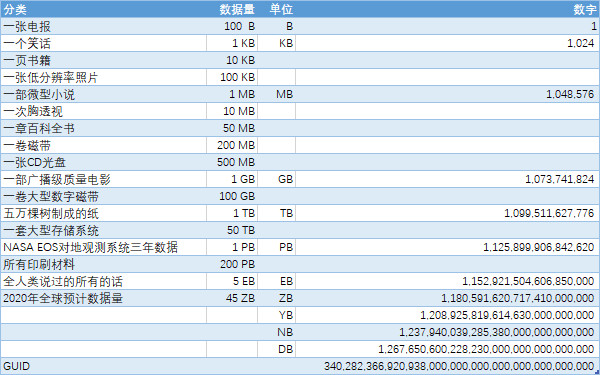 分类 数据量 单位 数字
一张电报 100 B B 1
一个笑话 1 KB KB 1,024
一页书籍 10 KB
一张低分辨率照片 100 KB
一部微型小说 1 MB MB 1,048,576
一次胸透视 10 MB
一章百科全书 50 MB
一卷磁带 200 MB
一张CD光盘 500 MB
一部广播级质量电影 1 GB GB 1,073,741,824
一卷大型数字磁带 100 GB
五万棵树制成的纸 1 TB TB 1,099,511,627,776
一套大型存储系统 50 TB
NASA EOS对地观测系统三年数据 1 PB PB 1,125,899,906,842,620
所有印刷材料 200 PB
全人类说过的所有的话 5 EB EB 1,152,921,504,606,850,000
2020年全球预计数据量 45 ZB ZB 1,180,591,620,717,410,000,000
YB 1,208,925,819,614,630,000,000,000
NB 1,237,940,039,285,380,000,000,000,000
DB 1,267,650,600,228,230,000,000,000,000,000
GUID 340,282,366,920,938,000,000,000,000,000,000,000,000